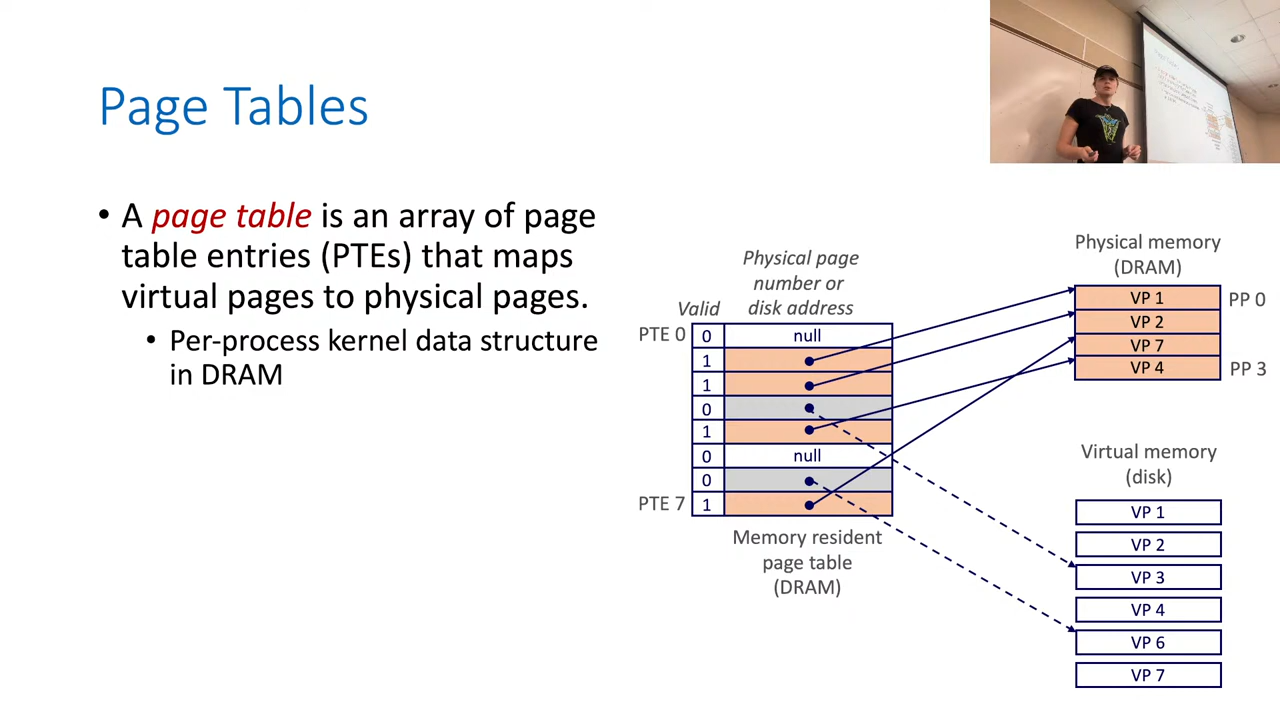 Page Tables
• A page table is an array of page
table entries (PTEs) that maps
virtual pages to physical pages.
• Per-process kernel data structure
in DRAM
Physical page
number or
disk address
Valid
PTE 0
0 null
1
1
0
1
0 null
0
PTE 7 1
Memory resident
page table
(DRAM)
Physical memory
(DRAM)
VP 1 PP 0
VP 2
VP 7
VP 4 PP 3
Virtual memory
(disk)
VP 1
VP 2
VP 3
VP 4
VP 6
VP 7